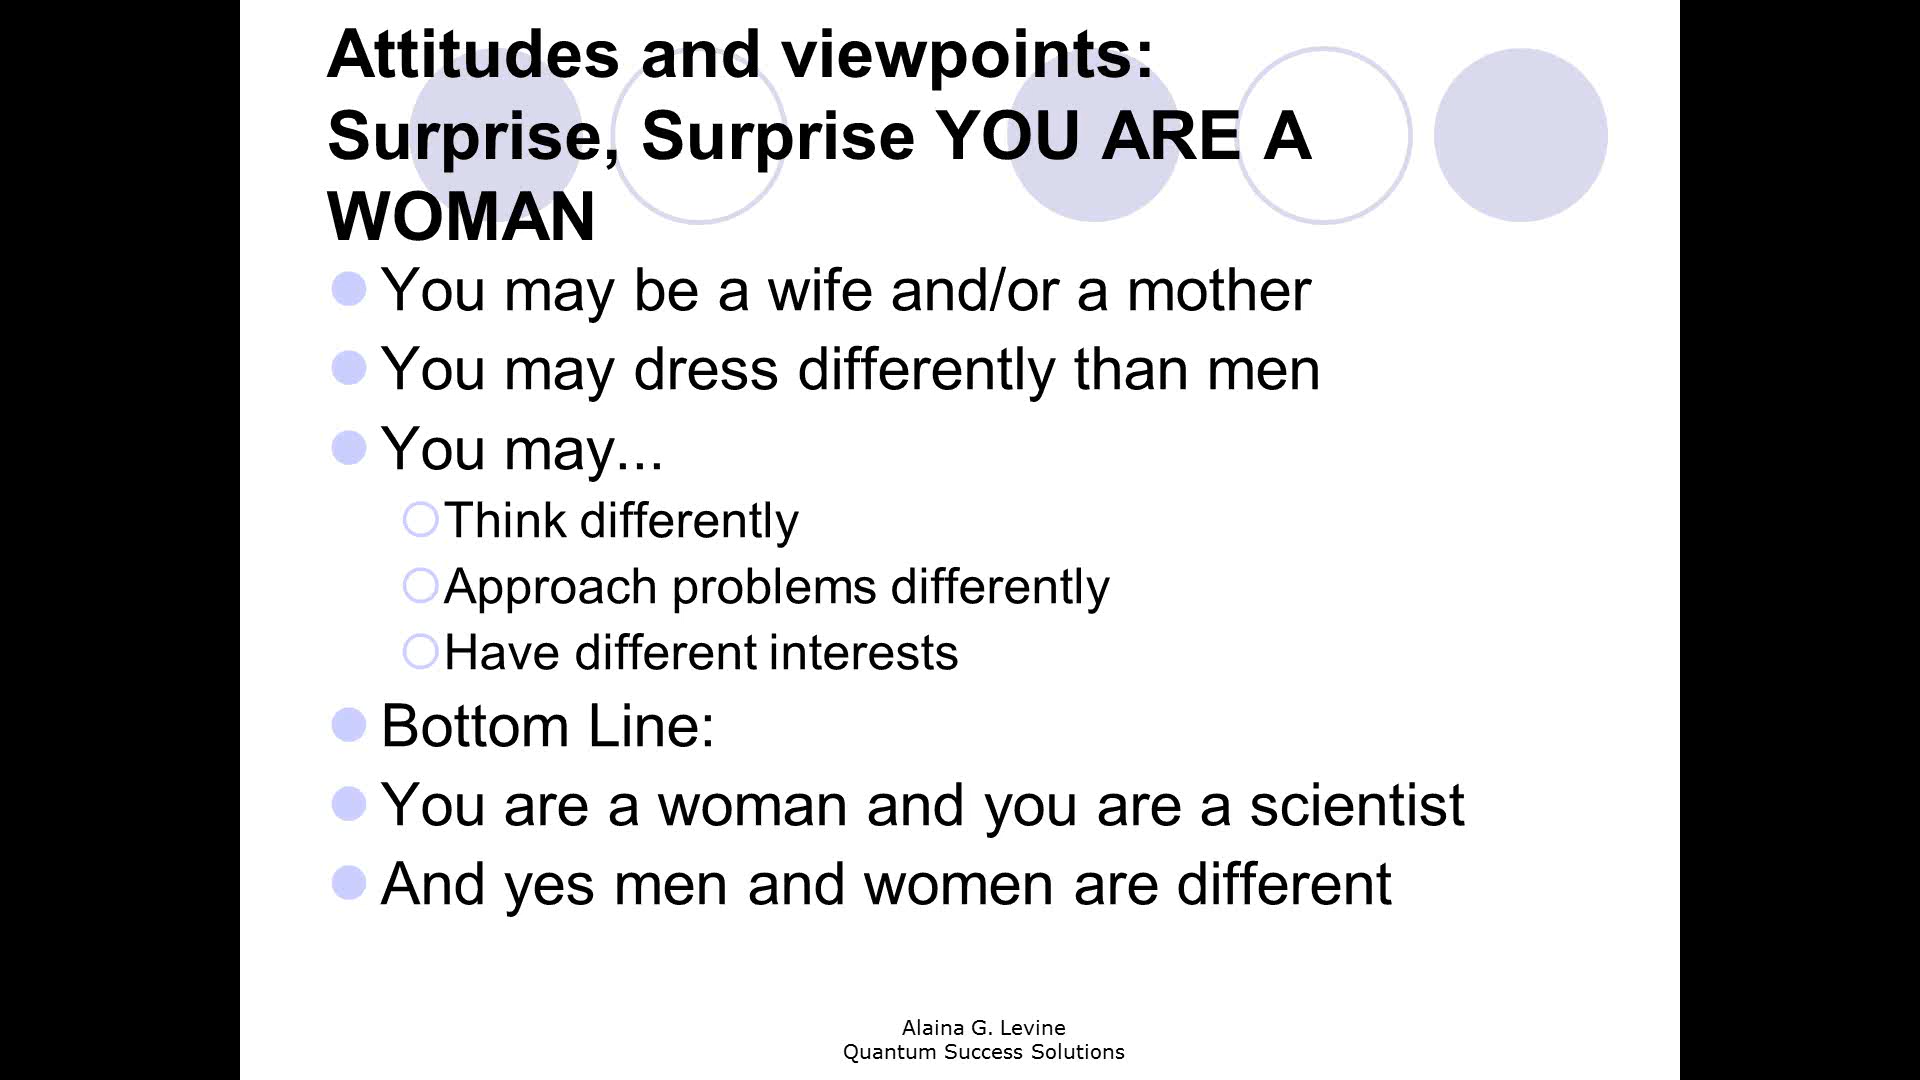 Attitudes and viewpoints:
Surprise, Surprise YOU ARE A
WOMAN
You may be a wife and/or a mother
You may dress differently than men
You may...
Think differently
Approach problems differently
Have different interests
Bottom Line:
You are a woman and you are a scientist
And yes men and women are different
Alaina G. Levine
Quantum Success Solutions